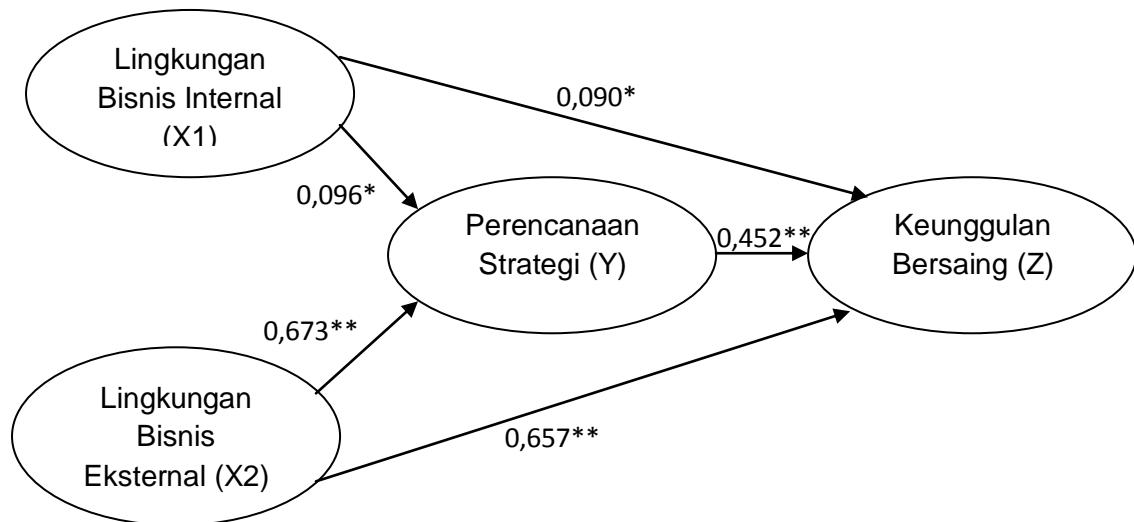 Lingkungan
Bisnis Internal
(X1)
0,090*
0,096*
Perencanaan
Strategi (Y)
0,452**
Keunggulan
Bersaing (Z)
0,673**
Lingkungan
Bisnis
Eksternal (X2)
0,657**